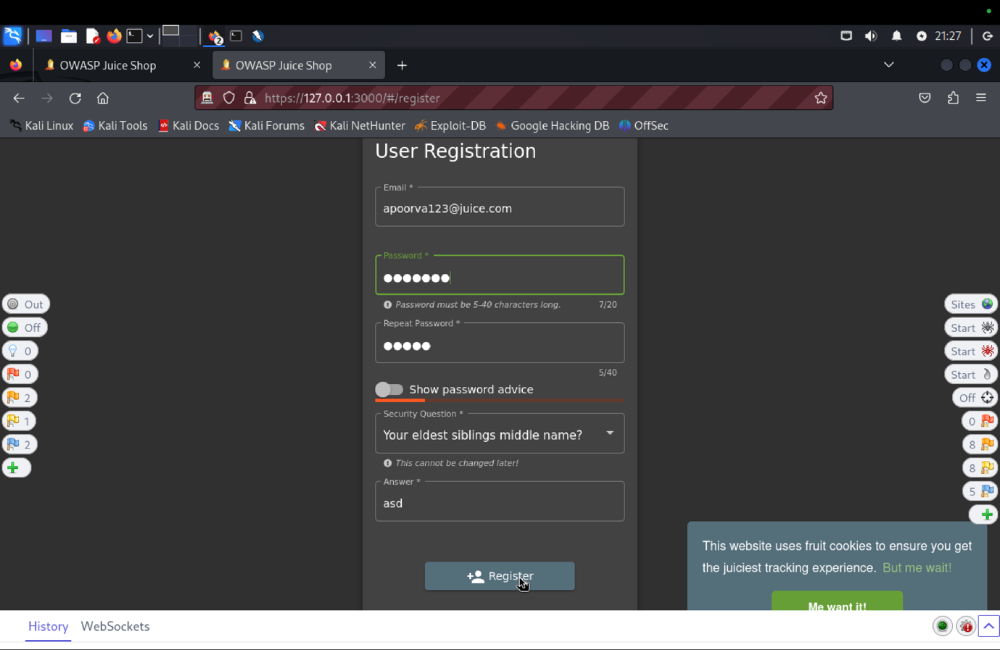 21:27
OWASP Juice Shop
OWASP Juice Shop
https://127.0.0.1:3000/#/register
Kali Linux Kali Tools Kali Docs Kali Forums Kali NetHunter Exploit-DB Google Hacking DB OffSec
User Registration
Email *
apoorva123@juice.com
Password *
Password must be 5-40 characters long. 7/20
Repeat Password *
5/40
Show password advice
Security Question *
Your eldest siblings middle name?
This cannot be changed later!
Answer *
asd
Register
Out
Off
0
0
2
1
2
Sites
Start
Start
Start
Off
0
8
8
5
This website uses fruit cookies to ensure you get
the juiciest tracking experience. But me wait!
Me want it!
History WebSockets